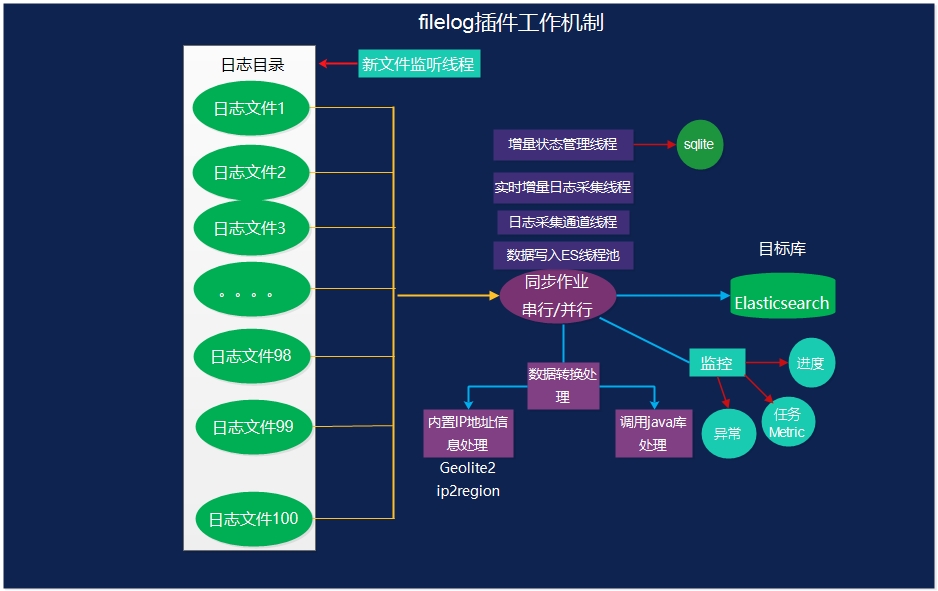 filelog插件工作机制
日志目录
新文件监听线程
日志文件1
日志文件2
日志文件3
。。。。
日志文件98
日志文件99
日志文件100
增量状态管理线程
sqlite
实时增量日志采集线程
日志采集通道线程
数据写入ES线程池
同步作业
串行/并行
目标库
Elasticsearch
监控
进度
任务
Metric
异常
数据转换处
理
内置IP地址信
息处理
Geolite2
ip2region
调用java库
处理